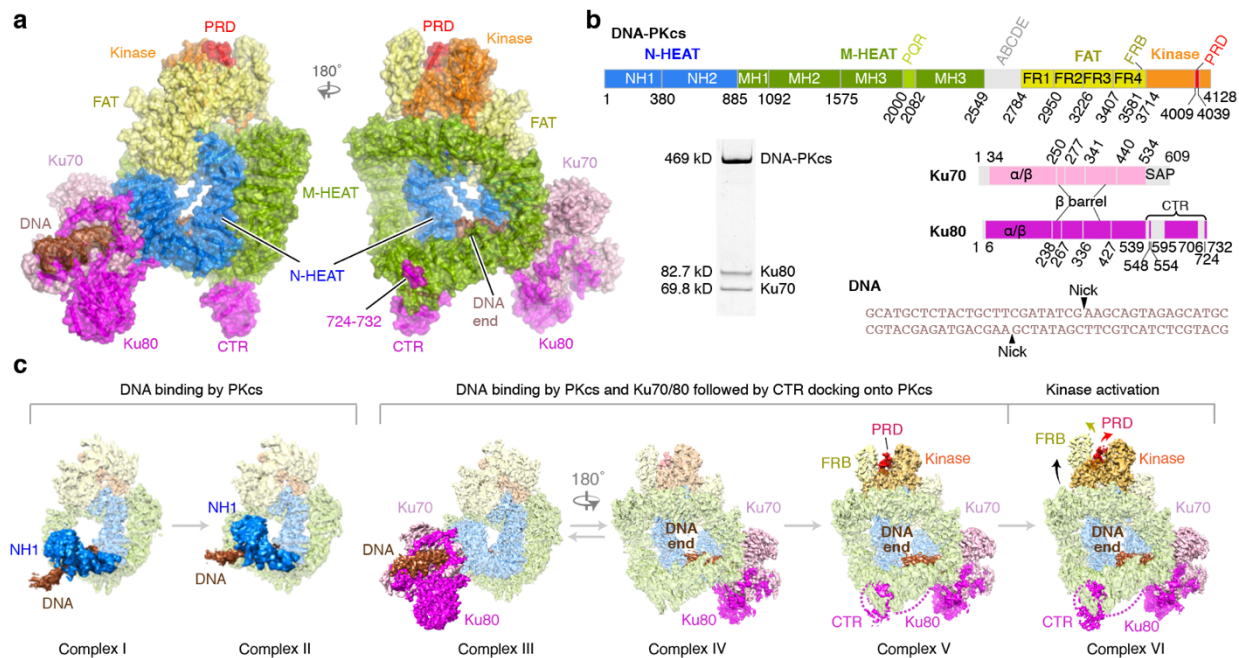 a
PRD
Kinase
FAT
Ku70
DNA
Ku80
M-HEAT
N-HEAT
CTR
180°
PRD
Kinase
FAT
Ku70
DNA
end
724-732
CTR
Ku80
b
DNA-PKcs
N-HEAT
M-HEAT
PQR
ABCDE
FAT
FRB
Kinase
PRD
NH1 NH2 MH1 MH2 MH3 MH3 FR1 FR2 FR3 FR4
1 380 885 1092 1575 2000 2082 2549 2784 2950 3226 3407 3581 3714 4009 4039 4128
469 kD DNA-PKcs
82.7 kD Ku80
69.8 kD Ku70
1 34 250 277 341 440 534 609
Ku70 α/β SAP
β barrel
CTR
Ku80 α/β
1 6 238 267 336 427 539 548 554 595 706 724 732
DNA
Nick
GCATGCTCTACTGCTTCGATATCGAAGCAGTAGAGCATGC
CGTACGAGATGACGAAGCTATAGCTTCGTCATCTCGTACG
Nick
c
DNA binding by PKcs
DNA binding by PKcs and Ku70/80 followed by CTR docking onto PKcs
Kinase activation
NH1
DNA
Complex I
NH1
DNA
Complex II
Ku70
DNA
Ku80
Complex III
180°
Ku70
DNA
end
Ku80
Complex IV
PRD
FRB
Kinase
Ku70
DNA
end
CTR
Ku80
Complex V
PRD
FRB
Kinase
Ku70
DNA
end
CTR
Ku80
Complex VI